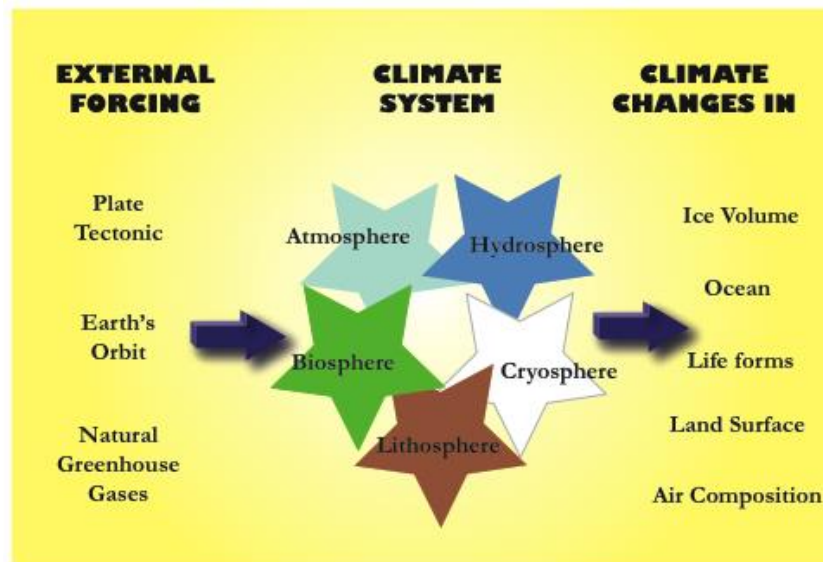 EXTERNAL
FORCING
Plate
Tectonic
Earth's
Orbit
Natural
Greenhouse
Gases
CLIMATE
SYSTEM
Atmosphere
Hydrosphere
Biosphere
Cryosphere
Lithosphere
CLIMATE
CHANGES IN
Ice Volume
Ocean
Life forms
Land Surface
Air Composition